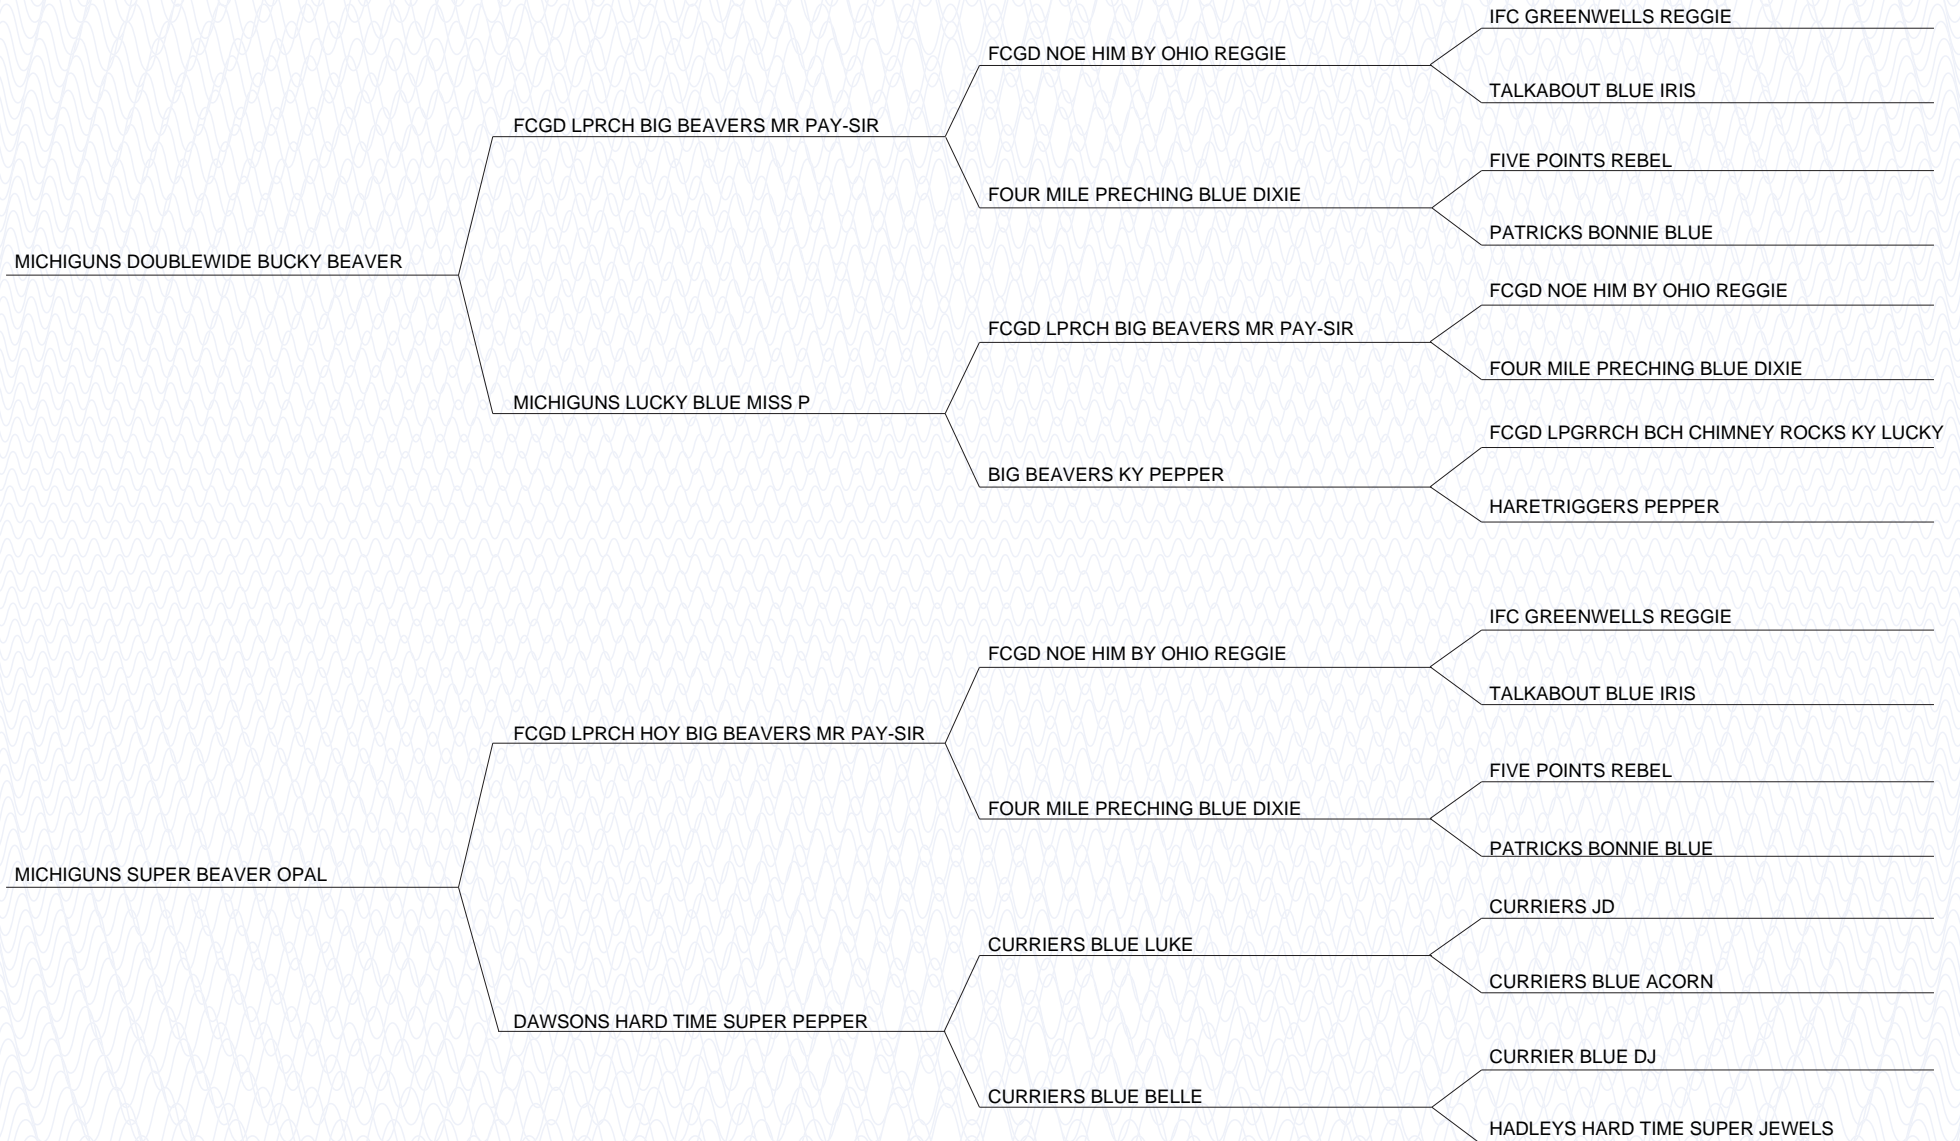 IFC GREENWELLS REGGIE
FCGD NOE HIM BY OHIO REGGIE
TALKABOUT BLUE IRIS
FCGD LPRCH BIG BEAVERS MR PAY-SIR
FIVE POINTS REBEL
FOUR MILE PRECHING BLUE DIXIE
PATRICKS BONNIE BLUE
MICHIGUNS DOUBLEWIDE BUCKY BEAVER
FCGD NOE HIM BY OHIO REGGIE
FCGD LPRCH BIG BEAVERS MR PAY-SIR
FOUR MILE PRECHING BLUE DIXIE
MICHIGUNS LUCKY BLUE MISS P
FCGD LPGRRCH BCH CHIMNEY ROCKS KY LUCKY
BIG BEAVERS KY PEPPER
HARETRIGGERS PEPPER
IFC GREENWELLS REGGIE
FCGD NOE HIM BY OHIO REGGIE
TALKABOUT BLUE IRIS
FCGD LPRCH HOY BIG BEAVERS MR PAY-SIR
FIVE POINTS REBEL
FOUR MILE PRECHING BLUE DIXIE
PATRICKS BONNIE BLUE
MICHIGUNS SUPER BEAVER OPAL
CURRIERS JD
CURRIERS BLUE LUKE
CURRIERS BLUE ACORN
DAWSONS HARD TIME SUPER PEPPER
CURRIER BLUE DJ
CURRIERS BLUE BELLE
HADLEYS HARD TIME SUPER JEWELS